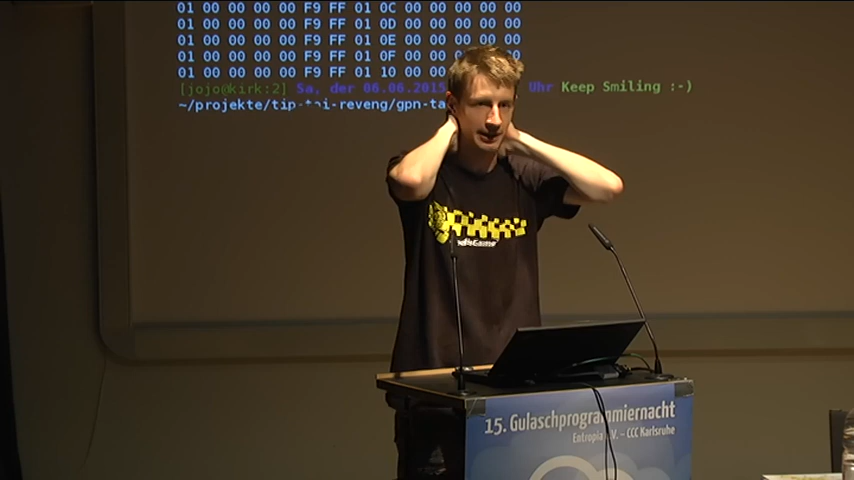 01 00 00 00 00 F9 FF 01 0C 00 00 00 00 00
01 00 00 00 00 F9 FF 01 0D 00 00 00 00 00
01 00 00 00 00 F9 FF 01 0E 00 00 00 00
01 00 00 00 00 F9 FF 01 0F 00 00 00
01 00 00 00 00 F9 FF 01 10 00 00
[jojo@kirk:2] Sa, der 06.06.2015 Uhr Keep Smiling :-)
~/projekte/tip-toi-reveng/gpn-ta
15. Gulaschprogrammiernacht
Entropia e.V. – CCC Karlsruhe